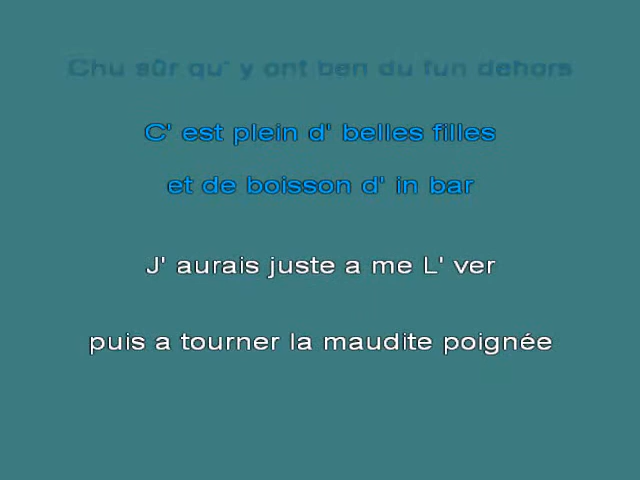 Chu sûr qu' y ont ben du fun dehors
C' est plein d' belles filles
et de boisson d' in bar
J' aurais juste a me L' ver
puis a tourner la maudite poignée